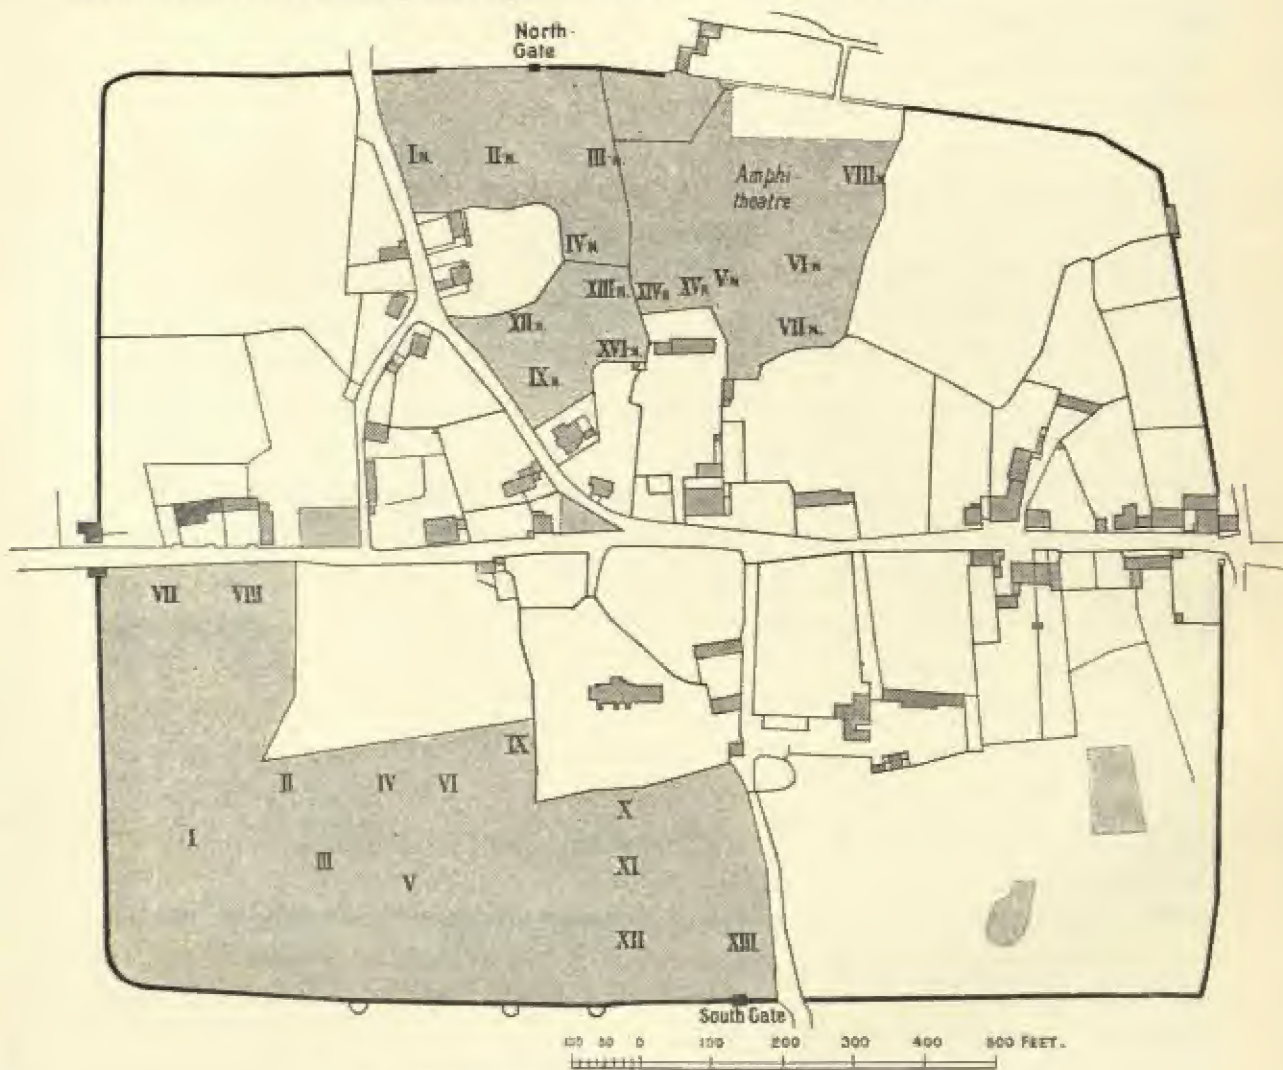 North-
Gate
I N.
II N.
III N.
Amphi-
theatre
VIII N
IV N
VI N
XIII N.
XIV N
XV N
V N
XII N.
VII N.
XVI N.
IX N.
VII
VIII
IX
II
IV
VI
X
I
III
V
XI
XII
XIII
South Gate
100 50 0 100 200 300 400 500 FEET.